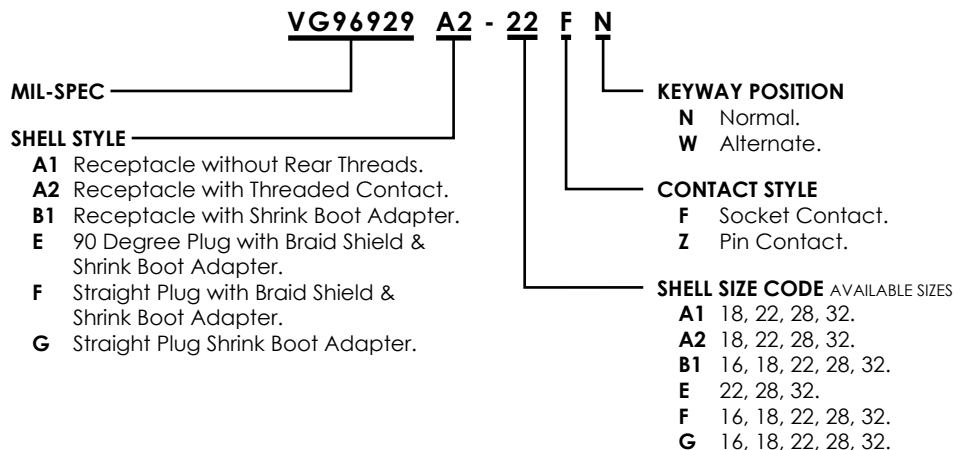 VG96929 A2 - 22 F N
MIL-SPEC
SHELL STYLE
A1 Receptacle without Rear Threads.
A2 Receptacle with Threaded Contact.
B1 Receptacle with Shrink Boot Adapter.
E 90 Degree Plug with Braid Shield &
Shrink Boot Adapter.
F Straight Plug with Braid Shield &
Shrink Boot Adapter.
G Straight Plug Shrink Boot Adapter.
KEYWAY POSITION
N Normal.
W Alternate.
CONTACT STYLE
F Socket Contact.
Z Pin Contact.
SHELL SIZE CODE AVAILABLE SIZES
A1 18, 22, 28, 32.
A2 18, 22, 28, 32.
B1 16, 18, 22, 28, 32.
E 22, 28, 32.
F 16, 18, 22, 28, 32.
G 16, 18, 22, 28, 32.